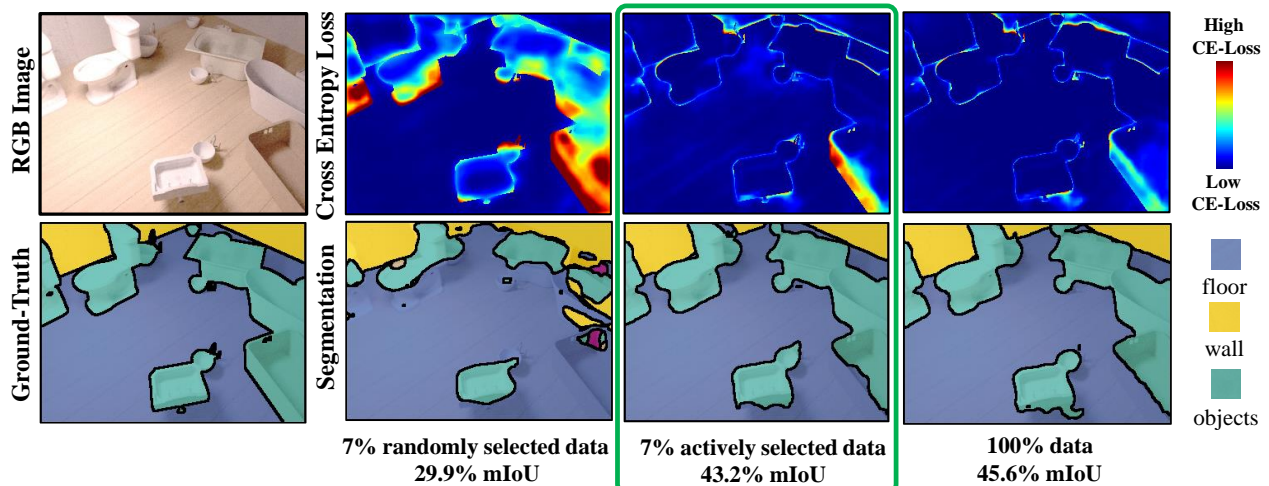 RGB Image
Cross Entropy Loss
High
CE-Loss
Low
CE-Loss
Ground-Truth
Segmentation
floor
wall
objects
7% randomly selected data
29.9% mIoU
7% actively selected data
43.2% mIoU
100% data
45.6% mIoU